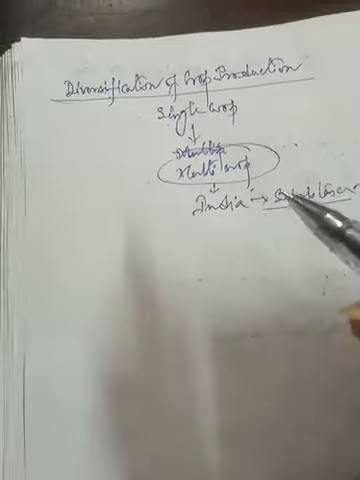 Diversification of Crop Production
Single crop
Multi crop
India →